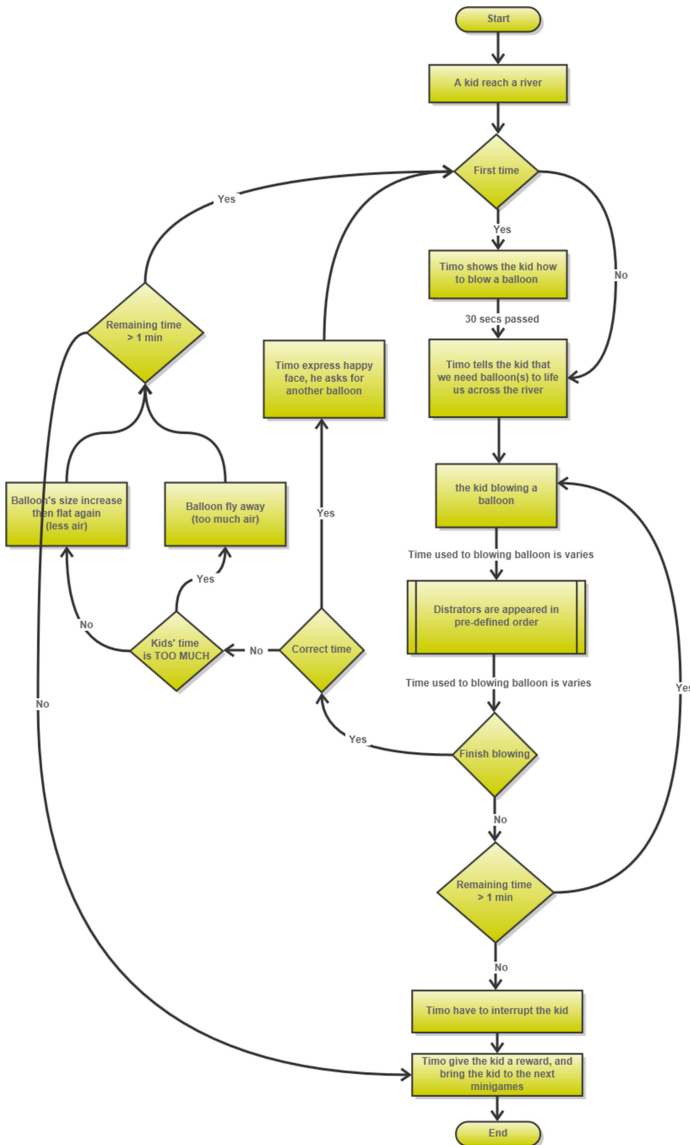 Start
A kid reach a river
First time
Yes
Yes
Timo shows the kid how
to blow a balloon
No
30 secs passed
Remaining time
> 1 min
Timo express happy
face, he asks for
another balloon
Timo tells the kid that
we need balloon(s) to life
us across the river
Balloon's size increase
then flat again
(less air)
Balloon fly away
(too much air)
the kid blowing a
balloon
Yes
Time used to blowing balloon is varies
Yes
Distrators are appeared in
pre-defined order
No
Kids' time
is TOO MUCH
No
Correct time
Time used to blowing balloon is varies
Yes
No
Yes
Finish blowing
No
Remaining time
> 1 min
No
Timo have to interrupt the kid
Timo give the kid a reward, and
bring the kid to the next
minigames
End